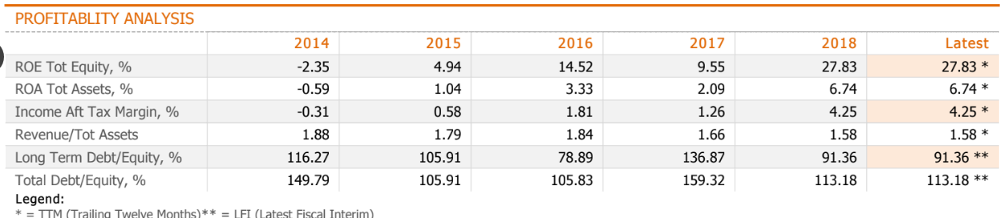 PROFITABLITY ANALYSIS
2014 2015 2016 2017 2018 Latest
ROE Tot Equity, % -2.35 4.94 14.52 9.55 27.83 27.83 *
ROA Tot Assets, % -0.59 1.04 3.33 2.09 6.74 6.74 *
Income Aft Tax Margin, % -0.31 0.58 1.81 1.26 4.25 4.25 *
Revenue/Tot Assets 1.88 1.79 1.84 1.66 1.58 1.58 *
Long Term Debt/Equity, % 116.27 105.91 78.89 136.87 91.36 91.36 **
Total Debt/Equity, % 149.79 105.91 105.83 159.32 113.18 113.18 **
Legend:
* = TTM (Trailing Twelve Months)** = LFI (Latest Fiscal Interim)